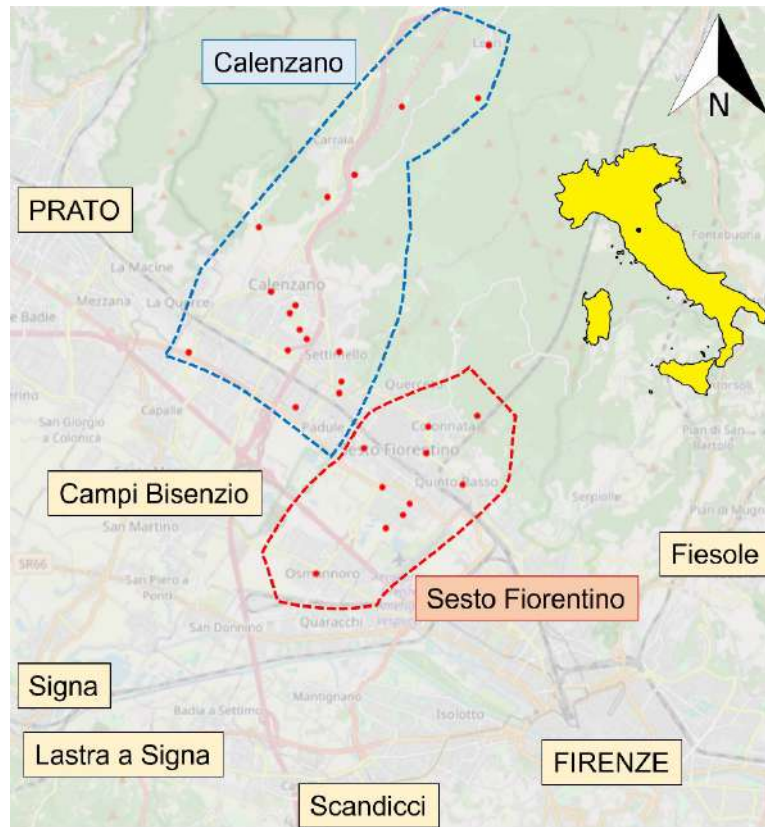 Calenzano
N
Carraia
PRATO
Fontebuona
La Macine
Calenzano
Mezzana
La Querce
Settimello
Capalle
San Giorgio
a Colonica
Padule
Colonnata
Sesto Fiorentino
Pian di San
Bartolo
Quinto Basso
Campi Bisenzio
Serpiolle
San Martino
Pian di Mugn
SR66
Fiesole
San Piero a
Ponti
Osmannoro
Sesto Fiorentino
San Donnino
Quaracchi
Signa
Mantignano
Badia a Settimo
Isolotto
Lastra a Signa
FIRENZE
Scandicci